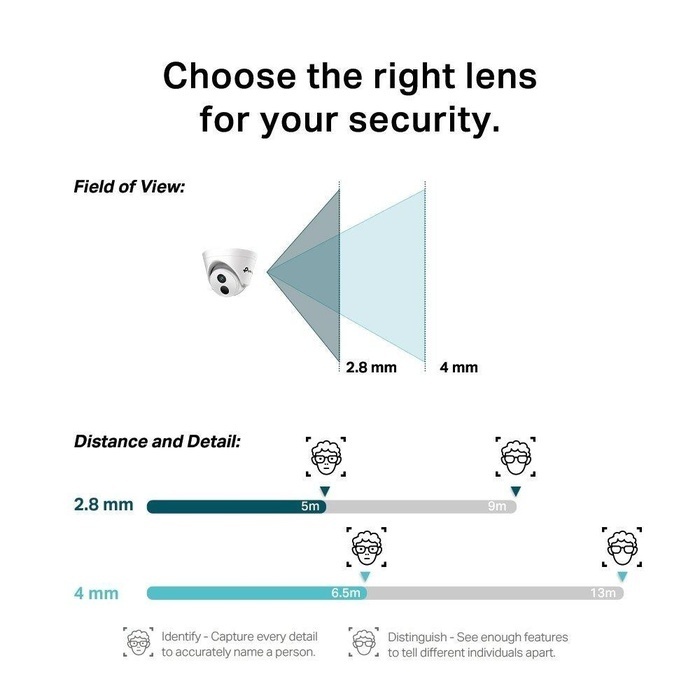 Choose the right lens
for your security.
Field of View:
2.8 mm
4 mm
Distance and Detail:
2.8 mm
5m
9m
4 mm
6.5m
13m
Identify - Capture every detail
to accurately name a person.
Distinguish - See enough features
to tell different individuals apart.